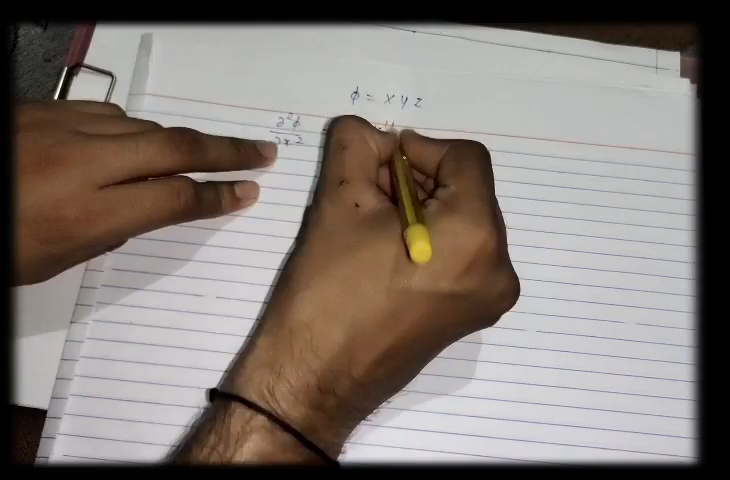 ϕ = x y z
∂²ϕ/∂x²